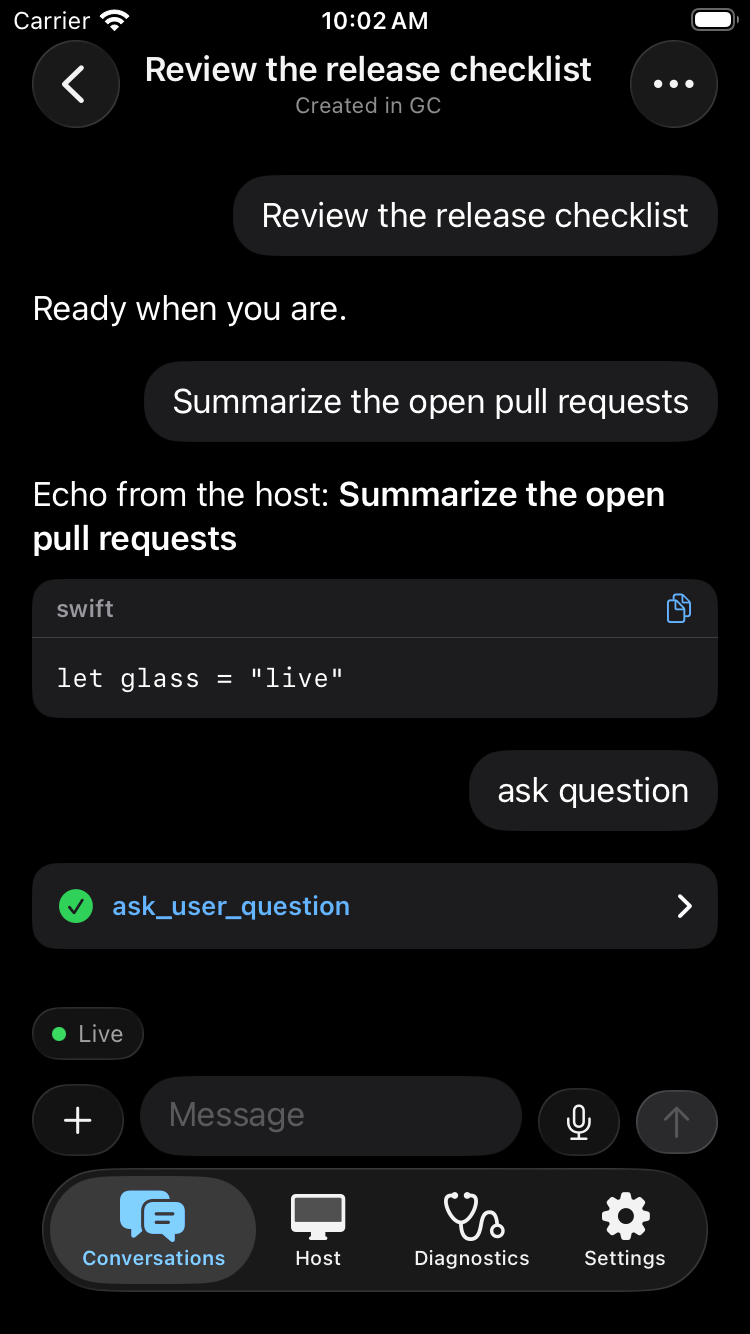 Carrier 10:02 AM
Review the release checklist
Created in GC
Review the release checklist
Ready when you are.
Summarize the open pull requests
Echo from the host: Summarize the open
pull requests
swift
let glass = "live"
ask question
ask_user_question
Live
Message
Conversations Host Diagnostics Settings